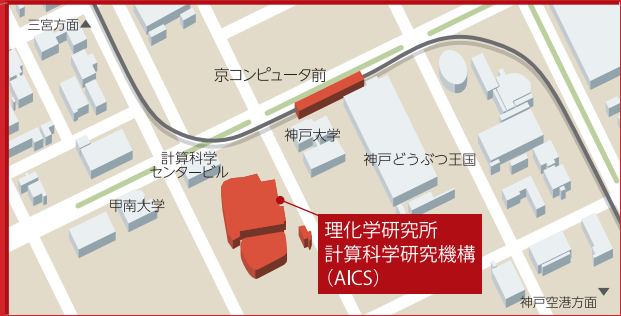 三宮方面▲
京コンピュータ前
神戸大学
計算科学
センタービル
神戸どうぶつ王国
甲南大学
理化学研究所
計算科学研究機構
(AICS)
神戸空港方面▼